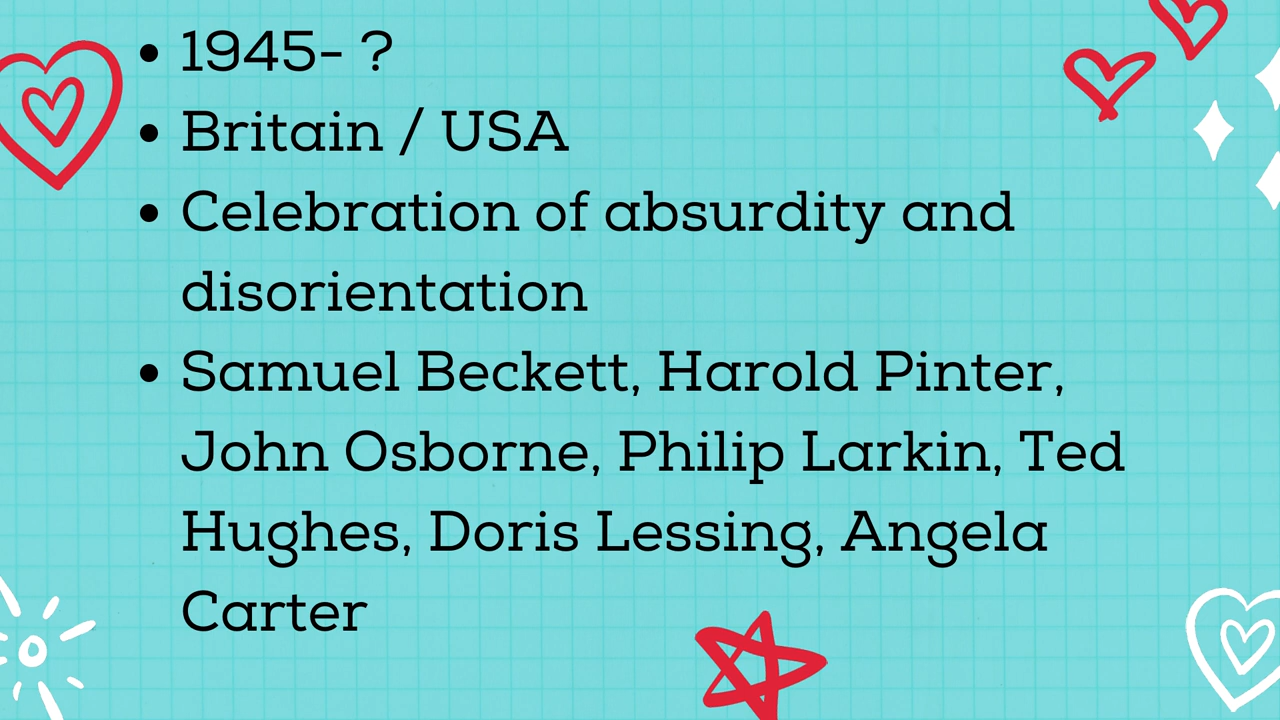 • 1945- ?
• Britain / USA
• Celebration of absurdity and
disorientation
• Samuel Beckett, Harold Pinter,
John Osborne, Philip Larkin, Ted
Hughes, Doris Lessing, Angela
Carter